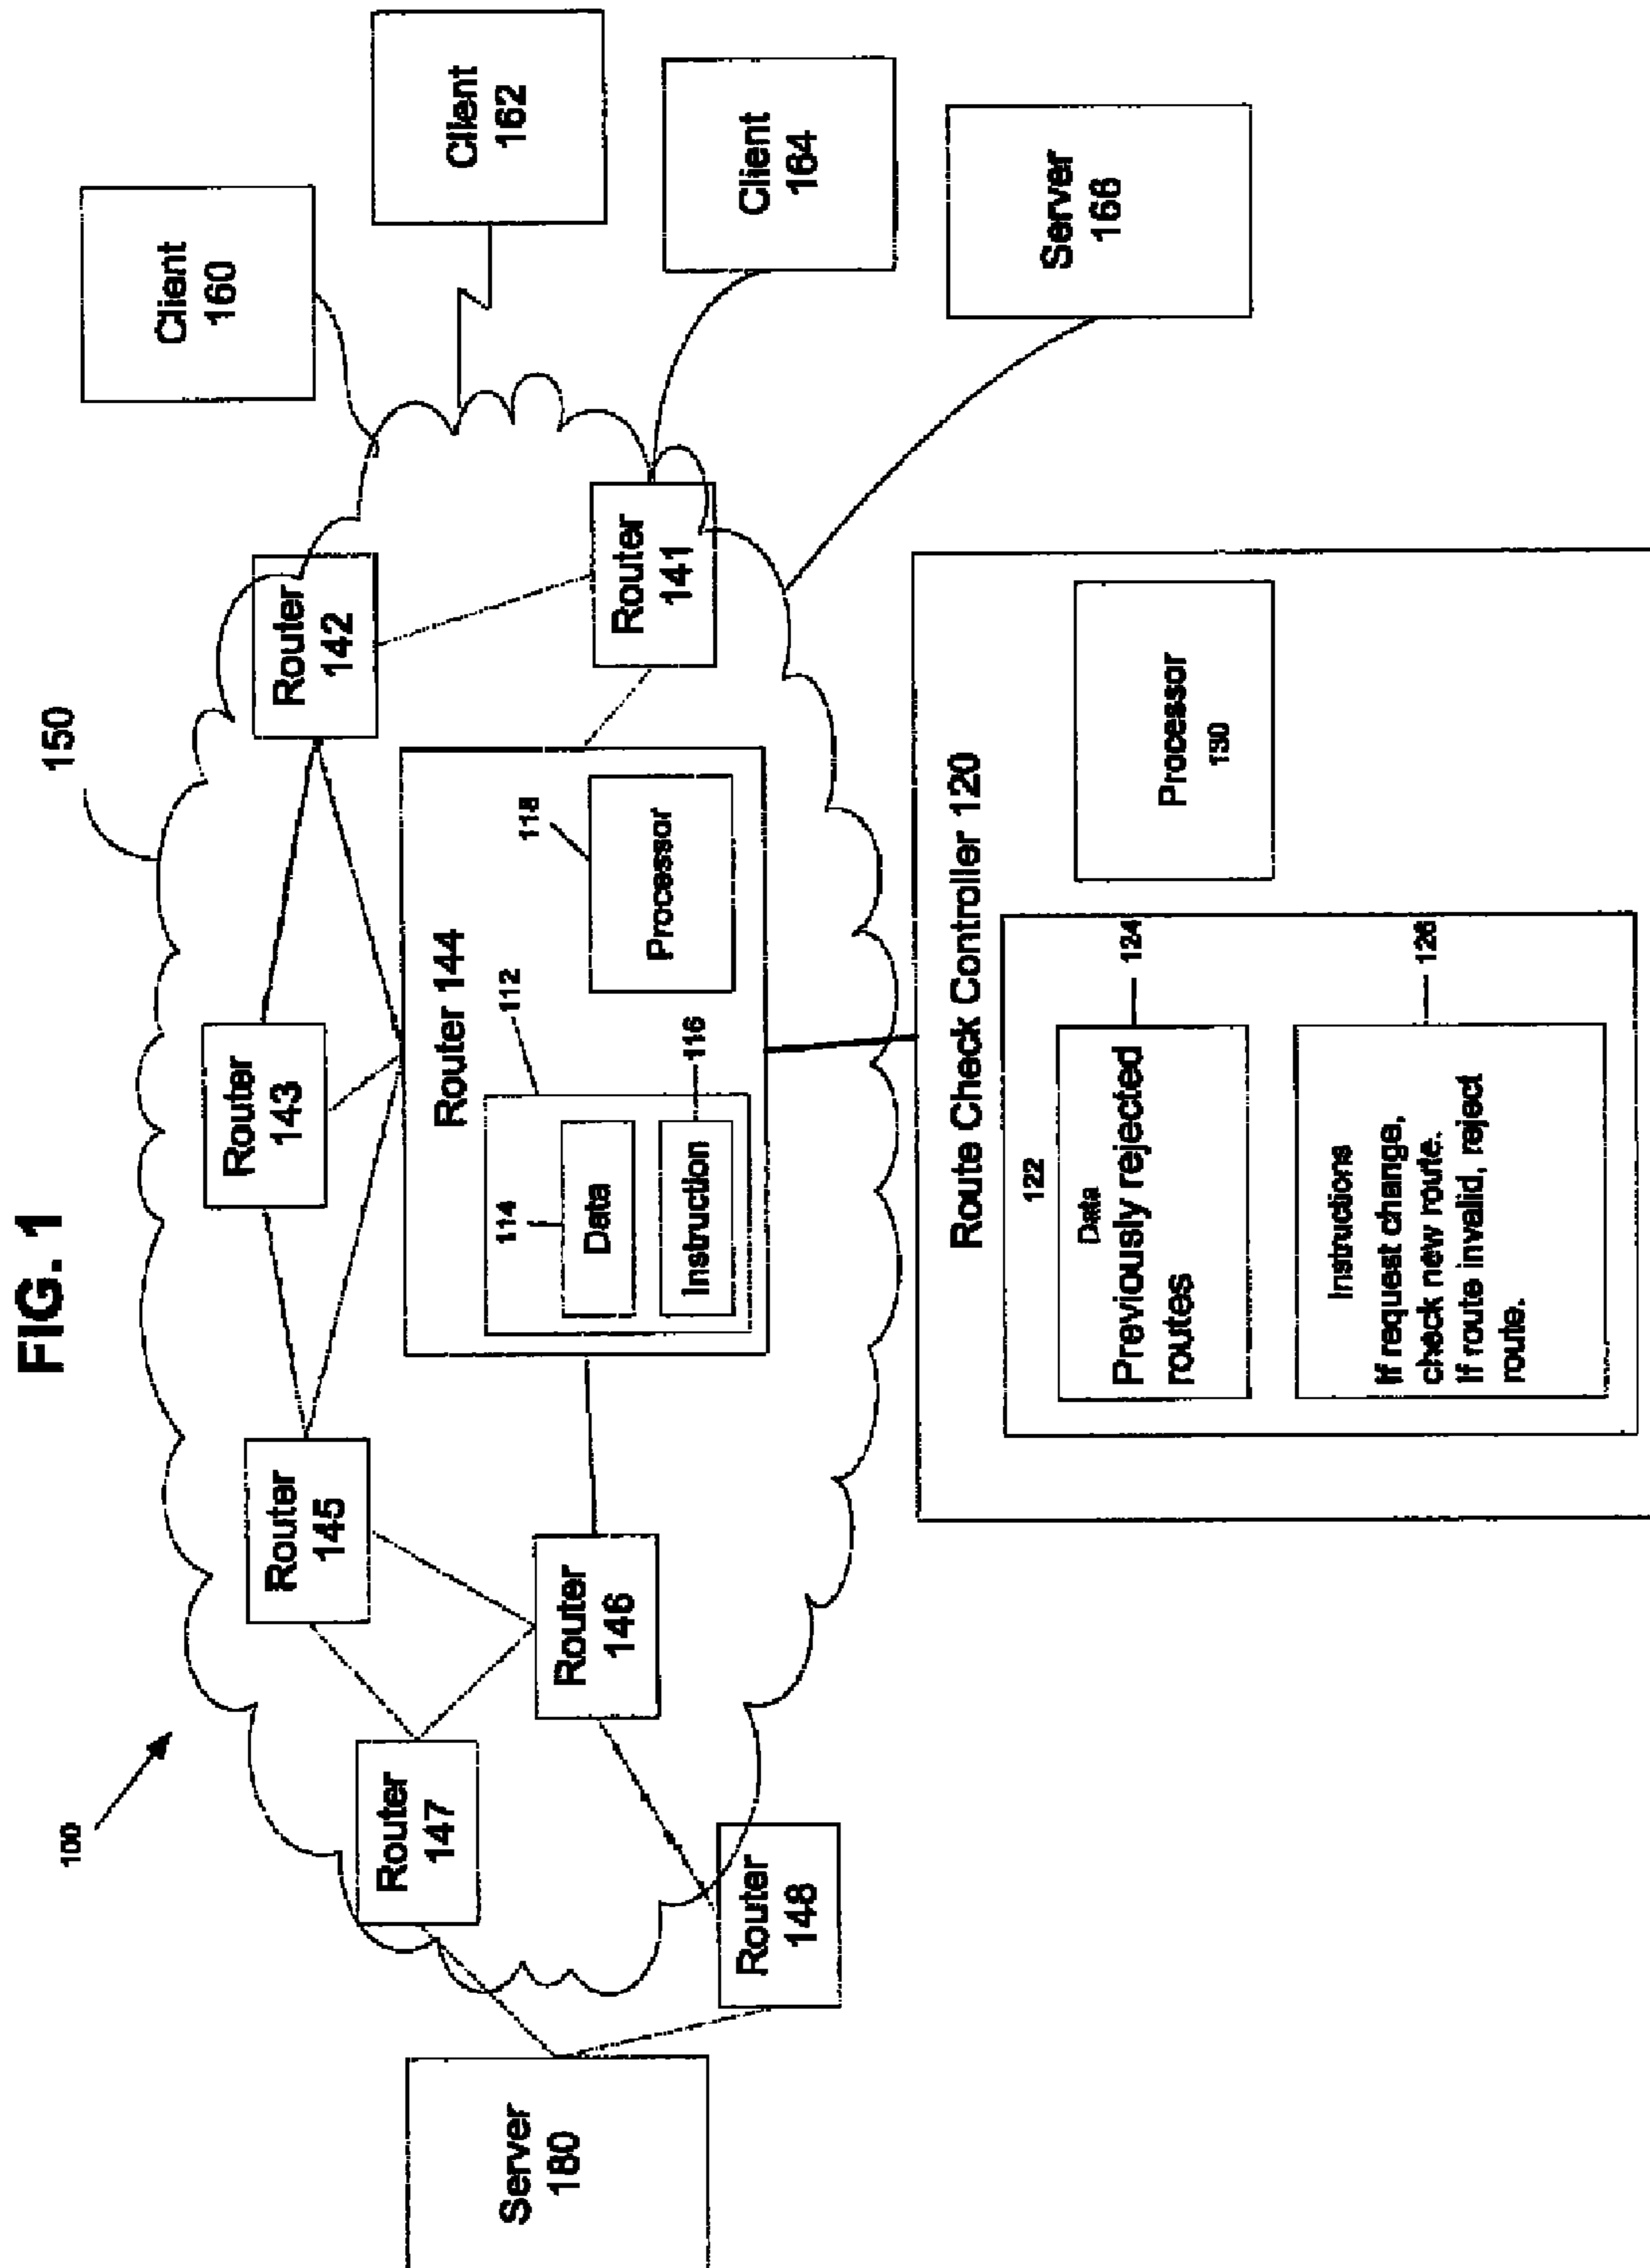 FIG. 1
100
150
Server
180
Router
147
Router
148
Router
145
Router
146
Router
143
Router
142
Router
141
Router 144
112
114
Data
116
Instruction
118
Processor
Client
160
Client
162
Client
164
Server
166
Route Check Controller 120
122
Data
Previously rejected
routes
124
Instructions
If request change,
check new route.
If route invalid, reject
route.
126
Processor
130